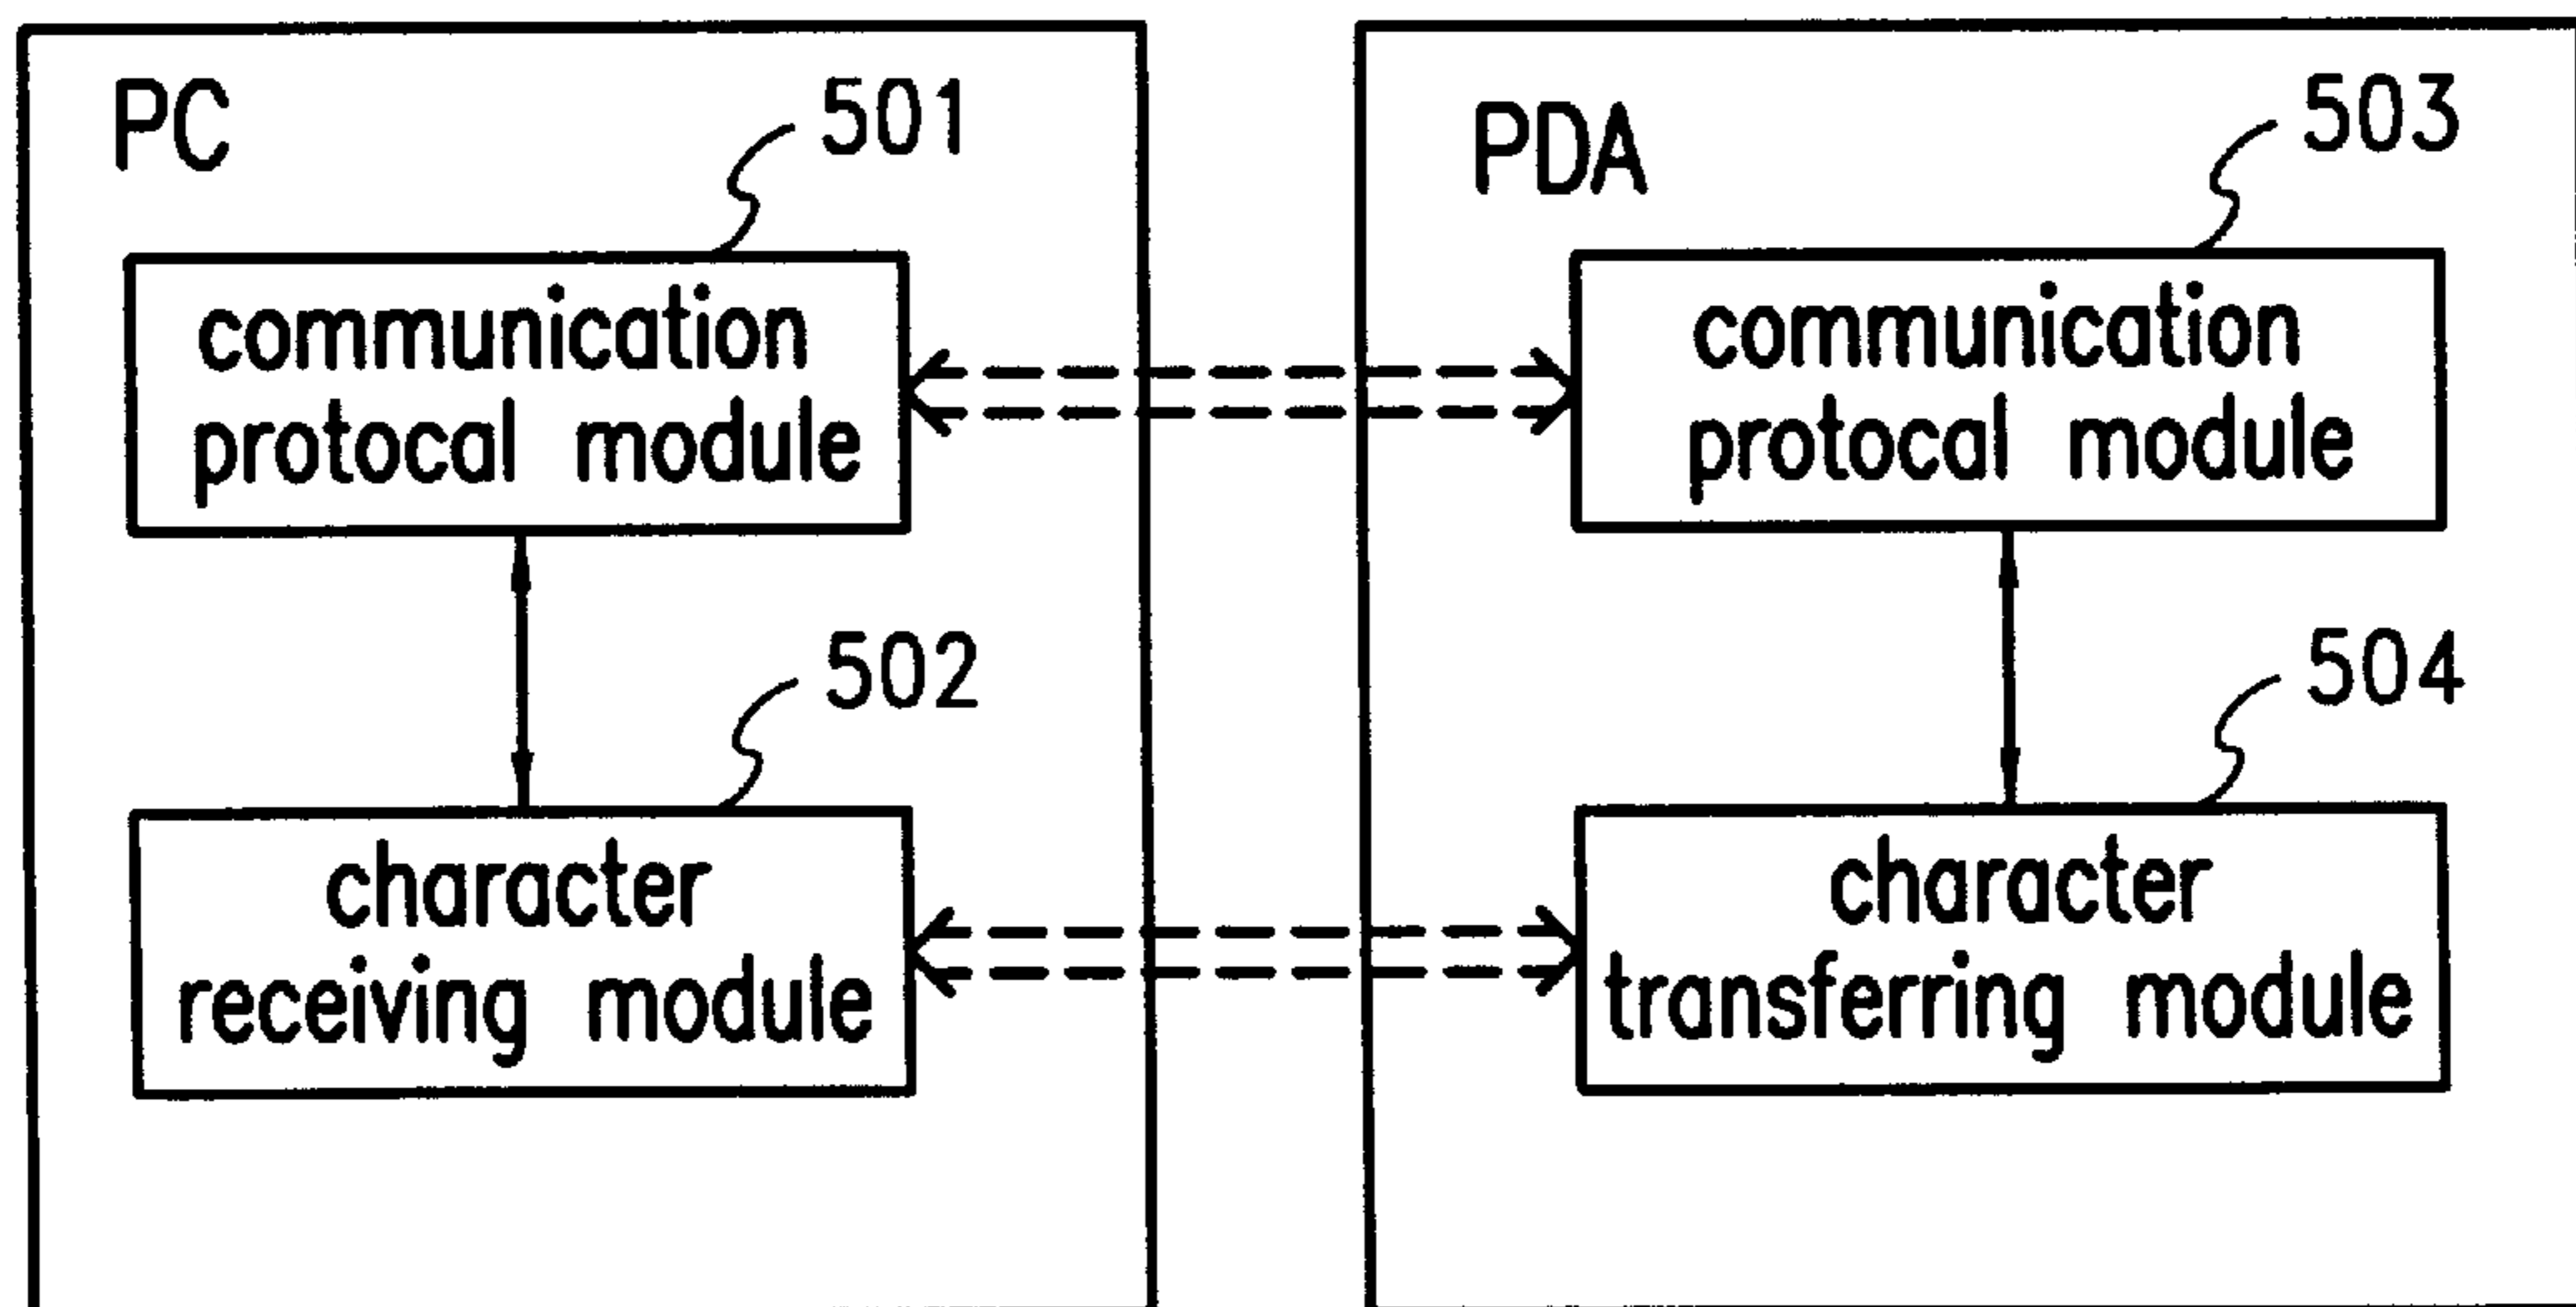 PC
501
communication
protocal module
502
character
receiving module
PDA
503
communication
protocal module
504
character
transferring module